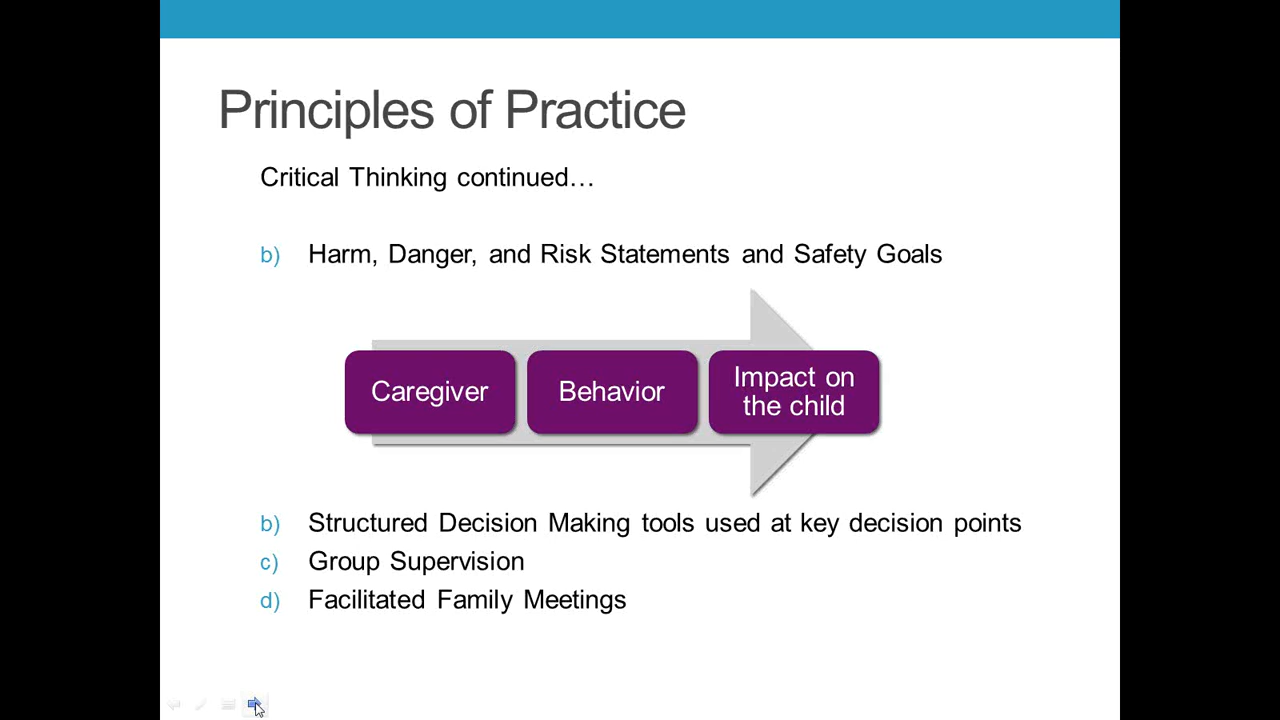 Principles of Practice
Critical Thinking continued…
b) Harm, Danger, and Risk Statements and Safety Goals
Caregiver
Behavior
Impact on
the child
b) Structured Decision Making tools used at key decision points
c) Group Supervision
d) Facilitated Family Meetings